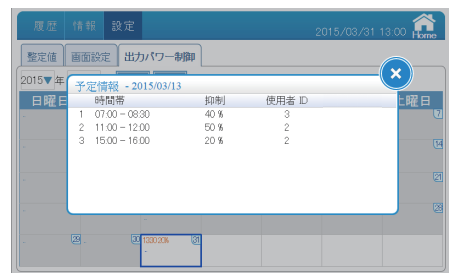 履歴 情報 設定
2015/03/31 13:00 Home
整定値 画面設定 出力パワー制御
2015▼年
予定情報 - 2015/03/13
日曜日
土曜日
時間帯 抑制 使用者 ID
1 07:00 – 08:30 40 % 3
2 11:00 – 12:00 50 % 2
3 15:00 – 16:00 20 % 2
7
14
21
28
29 30 31